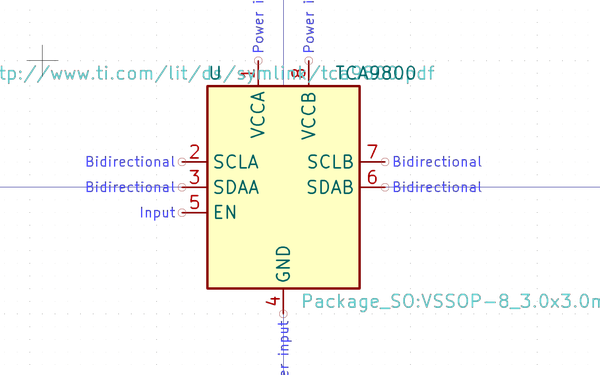 Power i
Power i
U
TCA9800
tp://www.ti.com/lit/ds/symlink/tca9800.pdf
1
8
VCCA
VCCB
Bidirectional 2 SCLA
SCLB 7 Bidirectional
Bidirectional 3 SDAA
SDAB 6 Bidirectional
Input 5 EN
GND
4
Package_SO:VSSOP-8_3.0x3.0m
er input